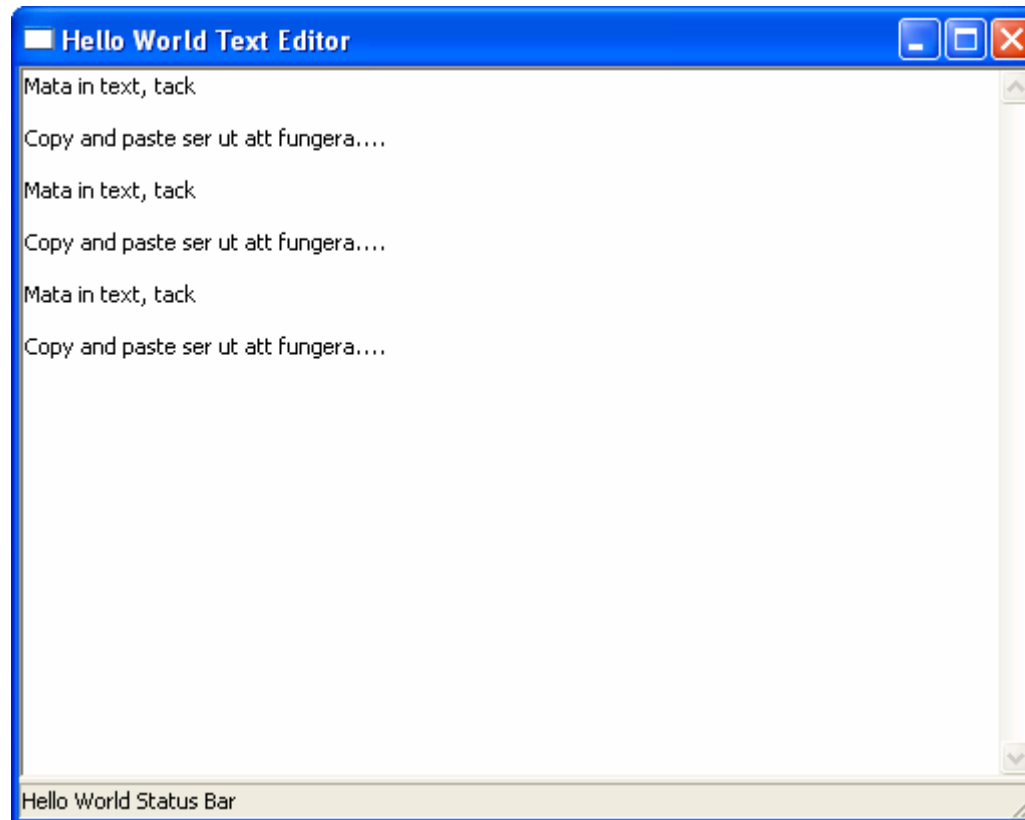 Hello World Text Editor
Mata in text, tack
Copy and paste ser ut att fungera....
Mata in text, tack
Copy and paste ser ut att fungera....
Mata in text, tack
Copy and paste ser ut att fungera....
Hello World Status Bar